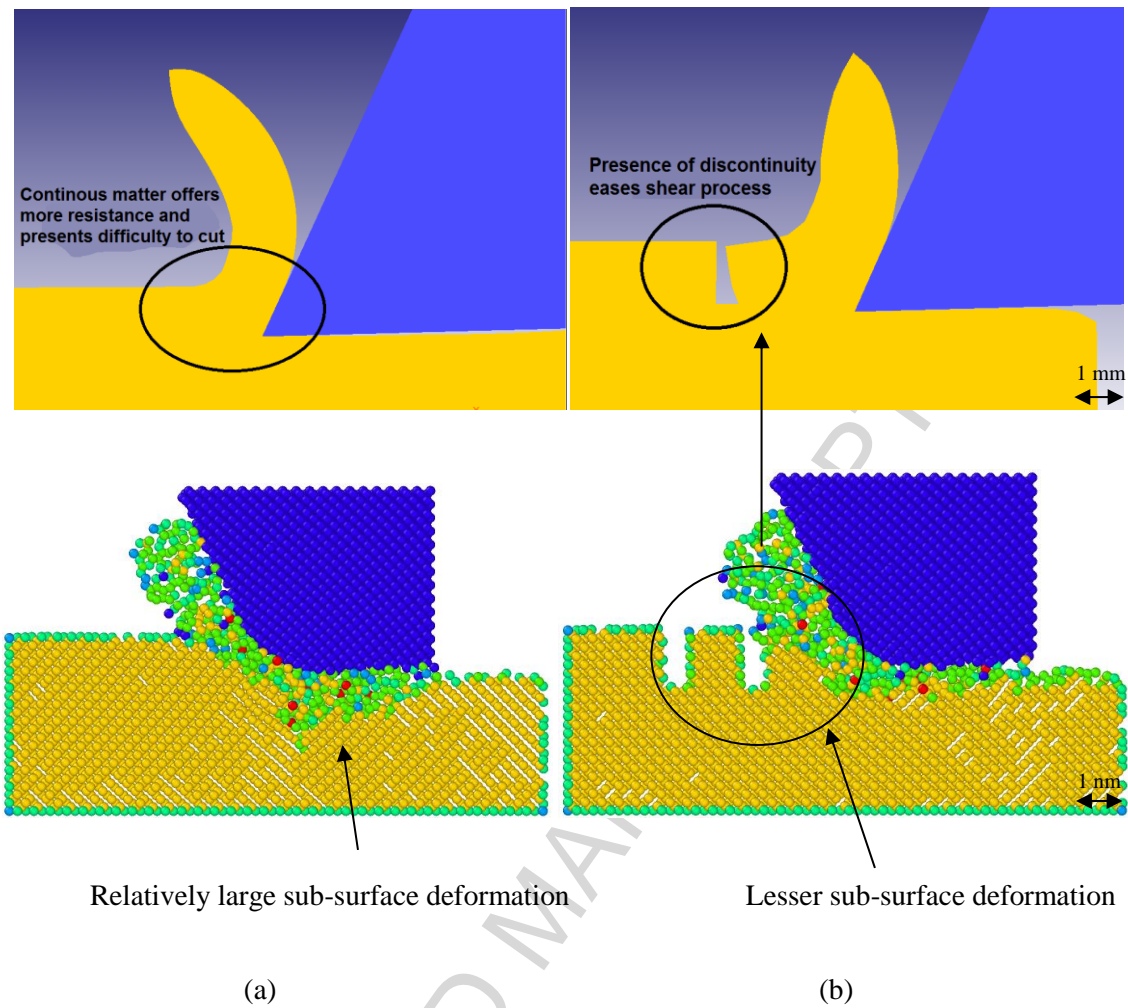 Continous matter offers
more resistance and
presents difficulty to cut
Presence of discontinuity
eases shear process
1 mm
1 nm
Relatively large sub-surface deformation
Lesser sub-surface deformation
(a)
(b)